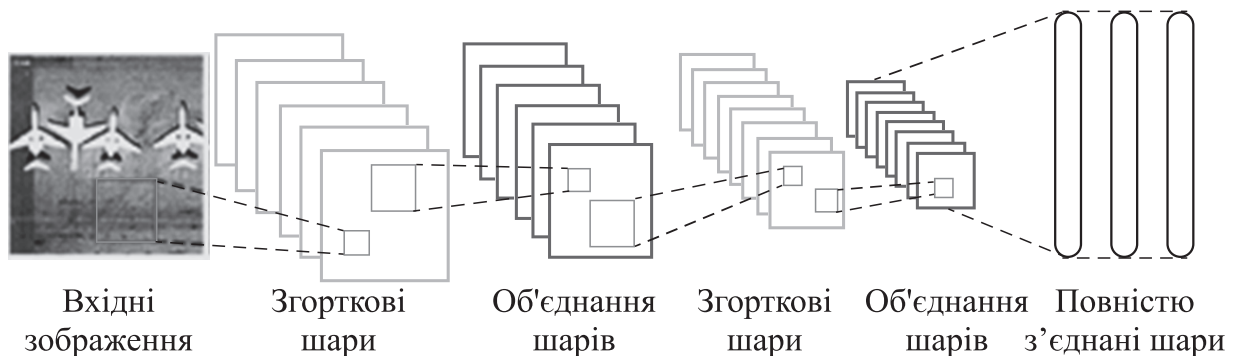 Вхідні
зображення
Згорткові
шари
Об'єднання
шарів
Згорткові
шари
Об'єднання
шарів
Повністю
з’єднані шари